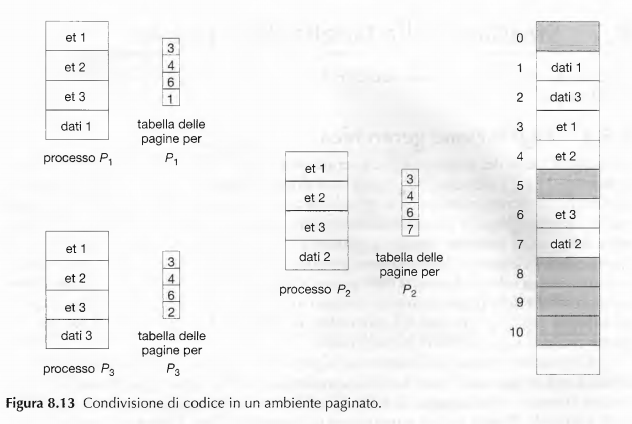 et 1
et 2
et 3
dati 1
processo P1
3
4
6
1
tabella delle
pagine per
P1
et 1
et 2
et 3
dati 2
processo P2
3
4
6
7
tabella delle
pagine per
P2
et 1
et 2
et 3
dati 3
processo P3
3
4
6
2
tabella delle
pagine per
P3
0
1 dati 1
2 dati 3
3 et 1
4 et 2
5
6 et 3
7 dati 2
8
9
10
Figura 8.13 Condivisione di codice in un ambiente paginato.